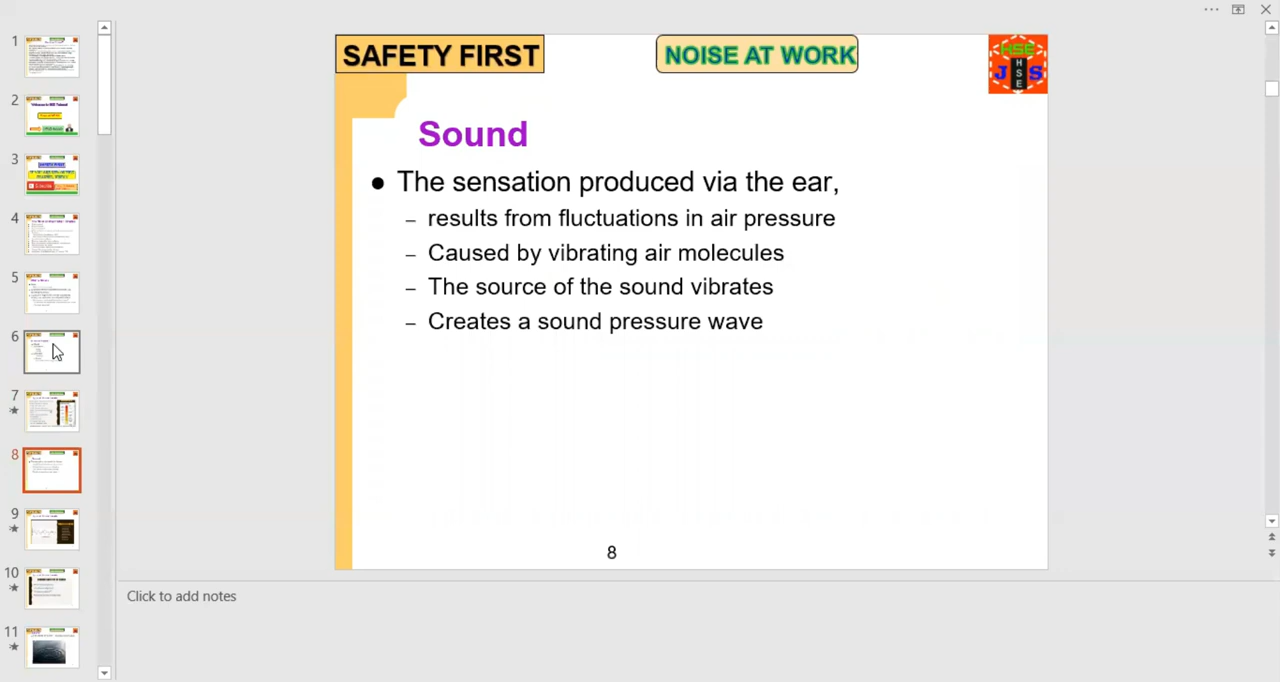 SAFETY FIRST
NOISE AT WORK
HSE
J HSE S
Sound
● The sensation produced via the ear,
– results from fluctuations in air pressure
– Caused by vibrating air molecules
– The source of the sound vibrates
– Creates a sound pressure wave
8
Click to add notes
1
2
3
4
5
6
7
8
9
10
11